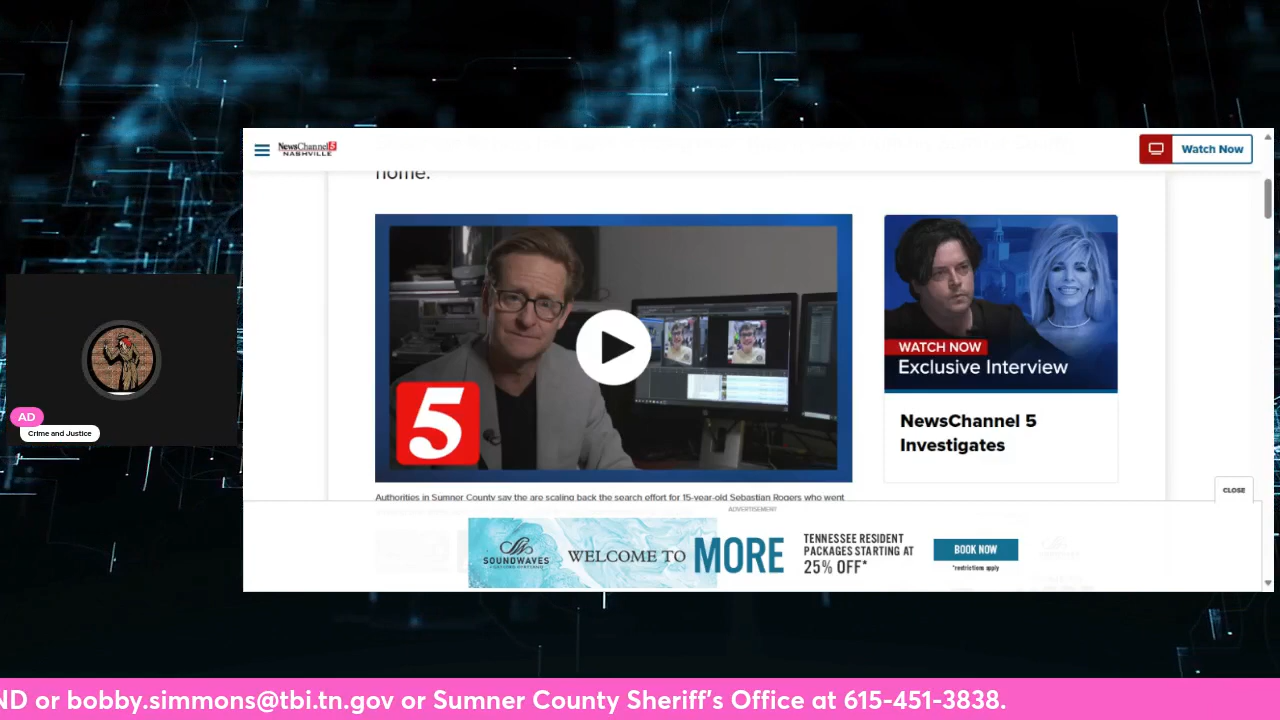 NewsChannel 5
NASHVILLE
Watch Now
home.
5
WATCH NOW
Exclusive Interview
NewsChannel 5
Investigates
Authorities in Sumner County say the are scaling back the search effort for 15-year-old Sebastian Rogers who went
CLOSE
ADVERTISEMENT
SOUNDWAVES
WELCOME TO MORE
TENNESSEE RESIDENT
PACKAGES STARTING AT
25% OFF*
BOOK NOW
*restrictions apply
AD
Crime and Justice
ND or bobby.simmons@tbi.tn.gov or Sumner County Sheriff's Office at 615-451-3838.